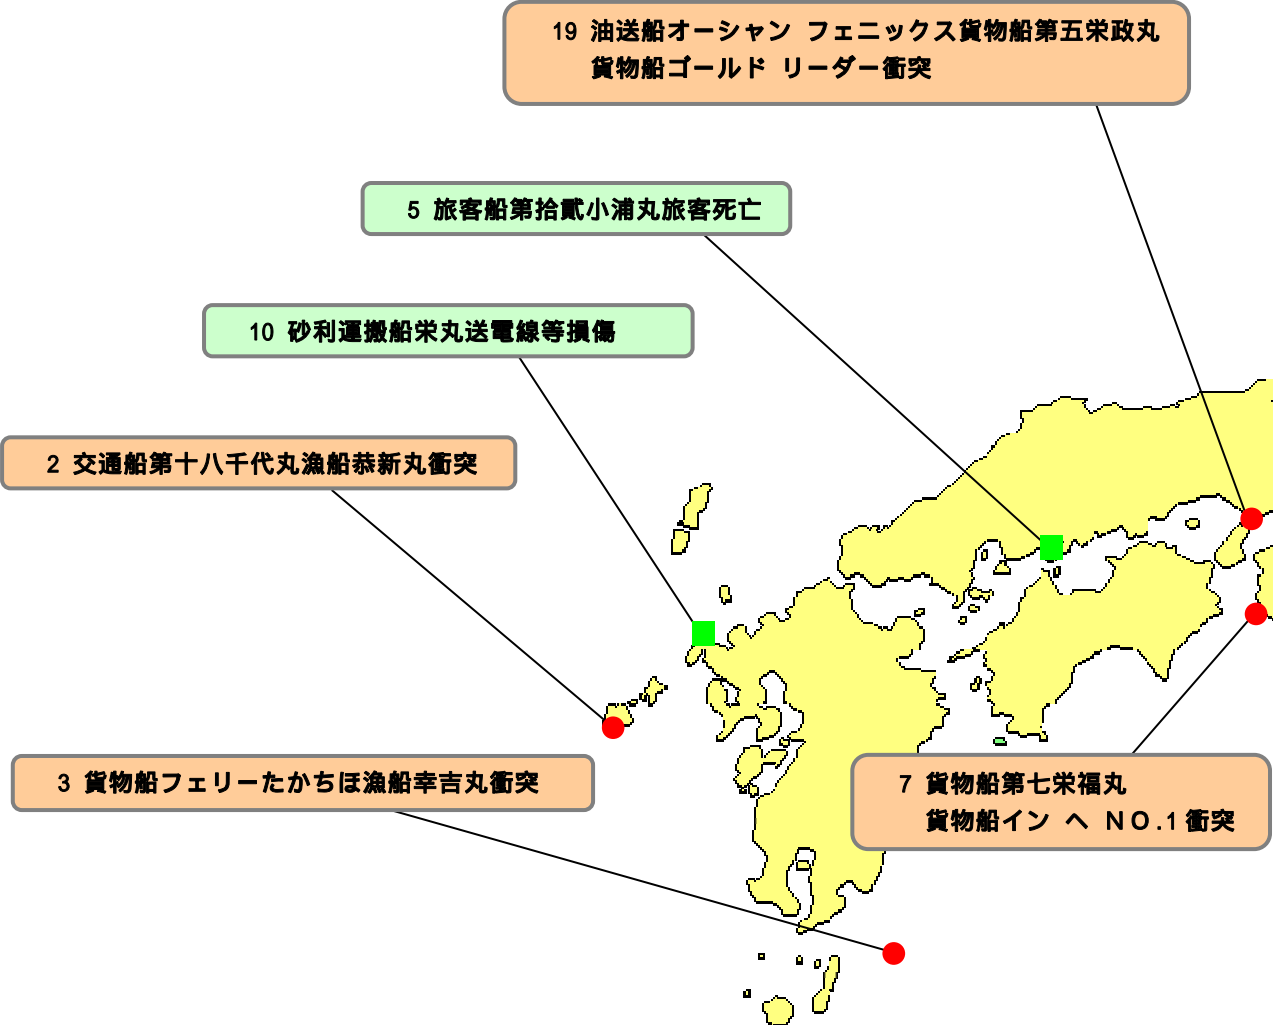 19 油送船オーシャン フェニックス貨物船第五栄政丸
貨物船ゴールド リーダー衝突
5 旅客船第拾貳小浦丸旅客死亡
10 砂利運搬船栄丸送電線等損傷
2 交通船第十八千代丸漁船恭新丸衝突
3 貨物船フェリーたかちほ漁船幸吉丸衝突
7 貨物船第七栄福丸
貨物船イン ヘ ＮＯ.1衝突